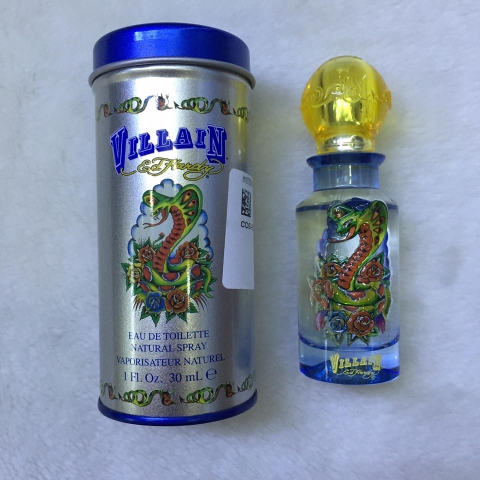 VILLAIN
Ed Hardy
EAU DE TOILETTE
NATURAL SPRAY
VAPORISATEUR NATUREL
1 FL. OZ. 30 ML ℮
VILLAIN
Ed Hardy